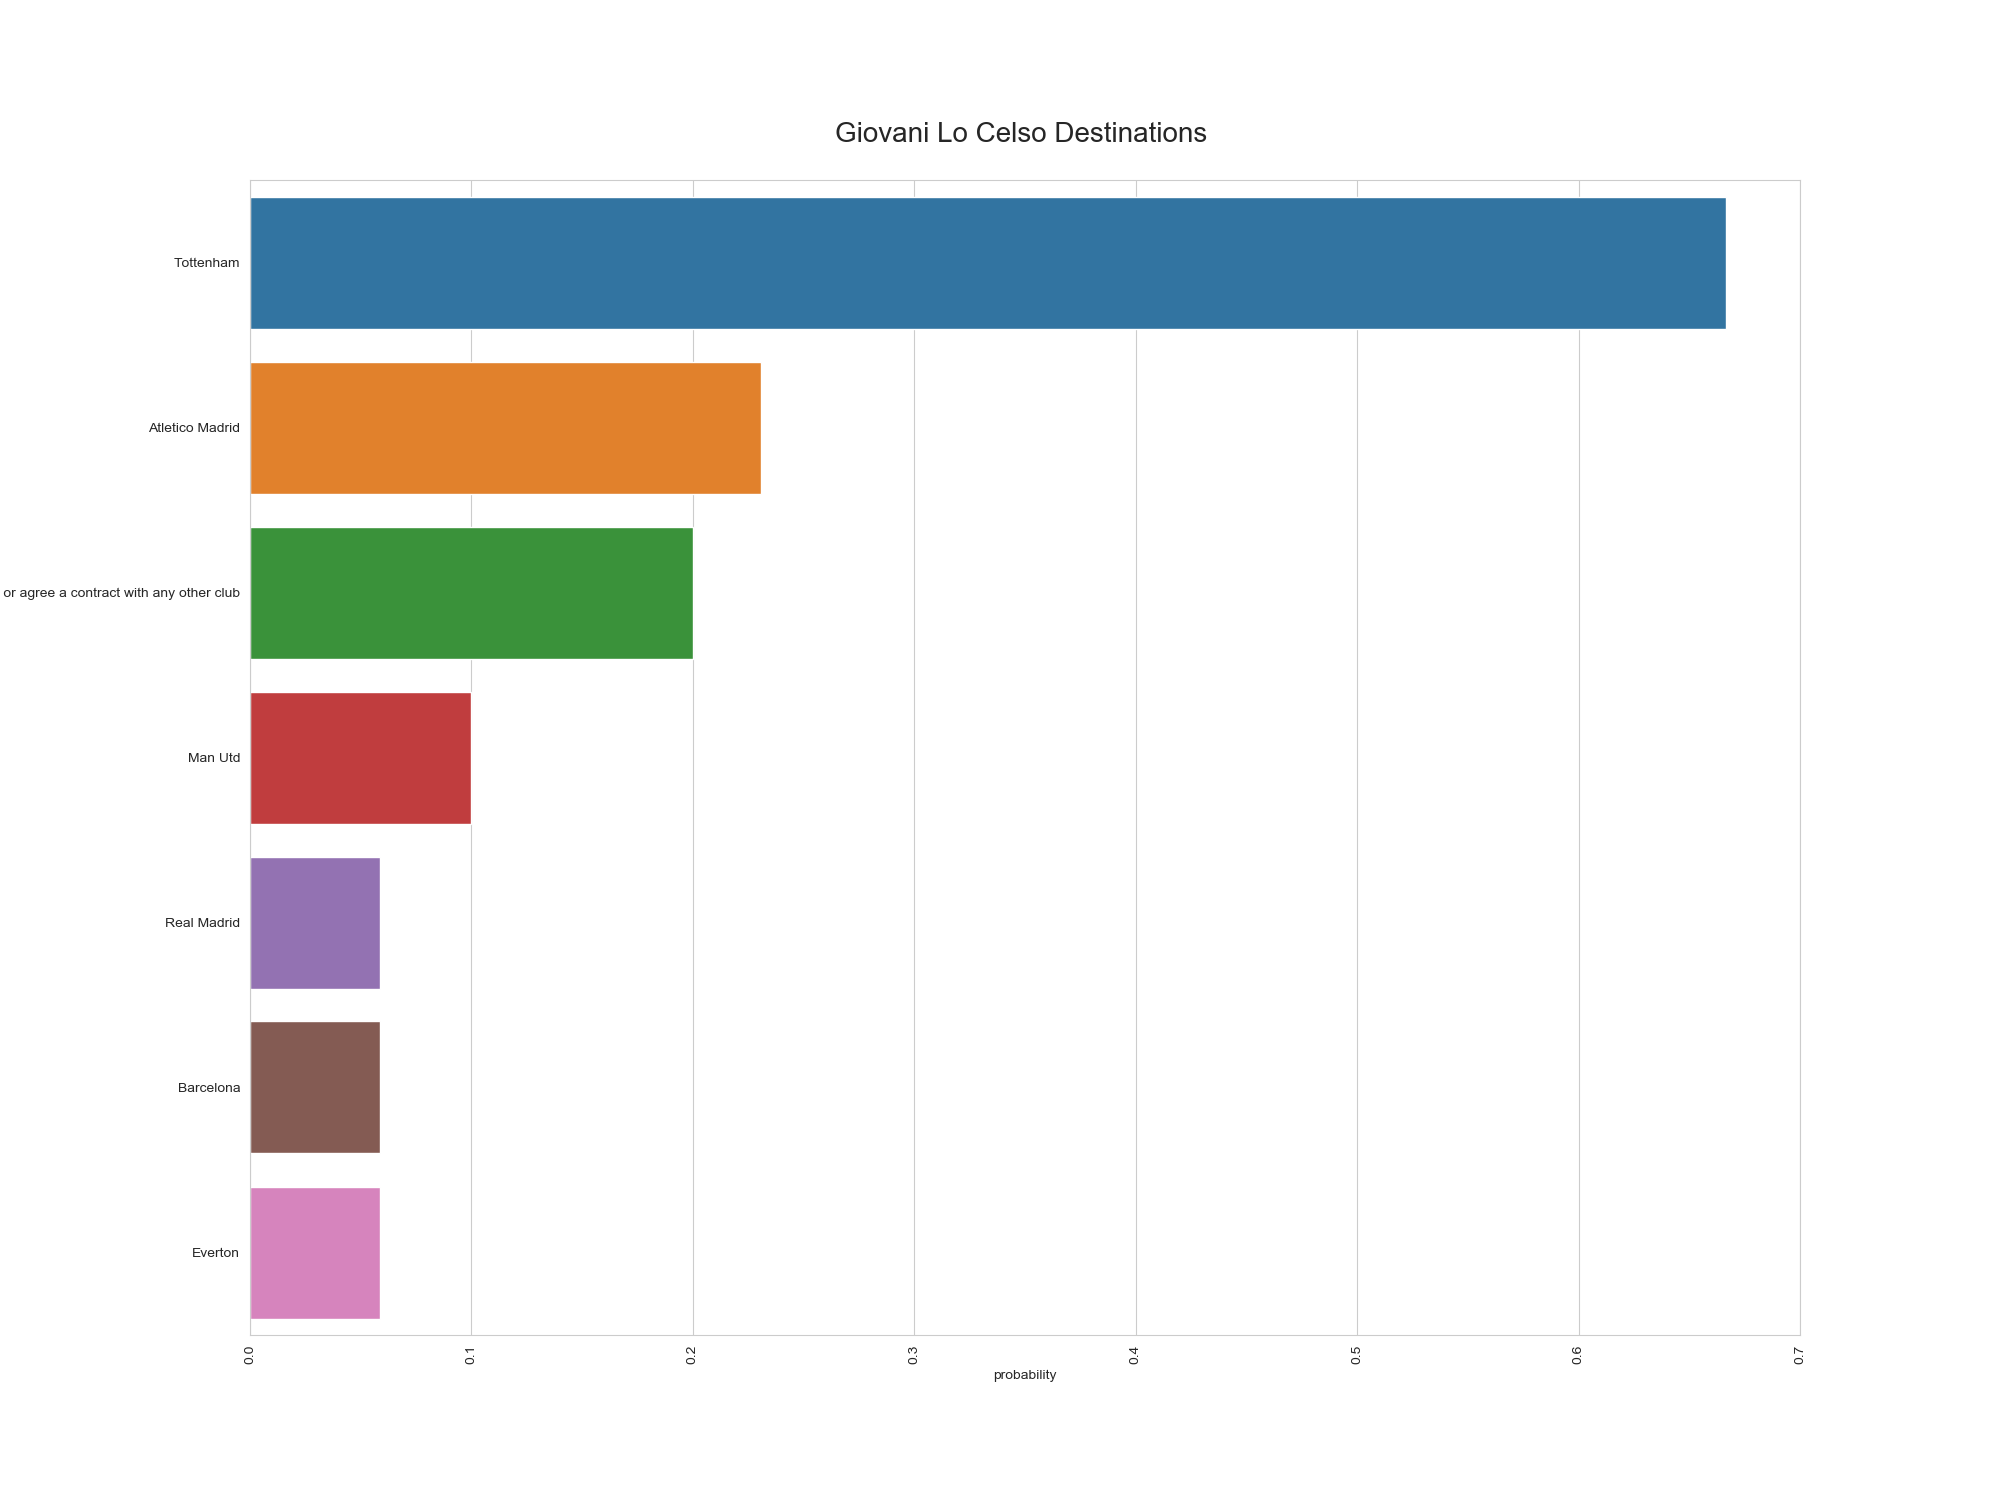 Giovani Lo Celso Destinations
Tottenham
Atletico Madrid
or agree a contract with any other club
Man Utd
Real Madrid
Barcelona
Everton
0.0 0.1 0.2 0.3 0.4 0.5 0.6 0.7
probability